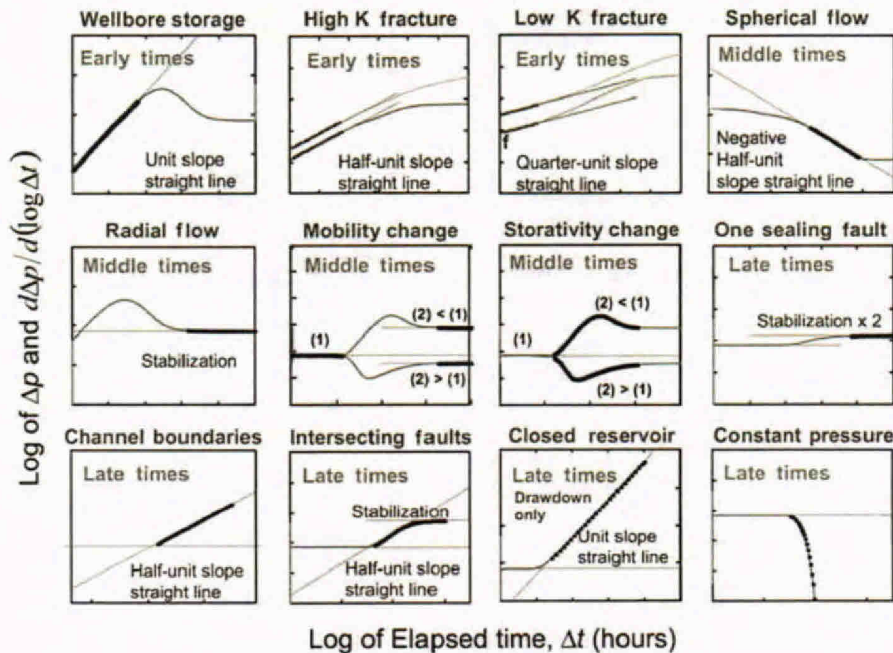 Wellbore storage
Early times
Unit slope
straight line
High K fracture
Early times
Half-unit slope
straight line
Low K fracture
Early times
f
Quarter-unit slope
straight line
Spherical flow
Middle times
Negative
Half-unit
slope straight line
Radial flow
Middle times
Stabilization
Mobility change
Middle times
(2) < (1)
(1)
(2) > (1)
Storativity change
Middle times
(2) < (1)
(1)
(2) > (1)
One sealing fault
Late times
Stabilization x 2
Channel boundaries
Late times
Half-unit slope
straight line
Intersecting faults
Late times
Stabilization
Half-unit slope
straight line
Closed reservoir
Late times
Drawdown
only
Unit slope
straight line
Constant pressure
Late times
Log of Δp and dΔp/d(log Δt)
Log of Elapsed time, Δt (hours)